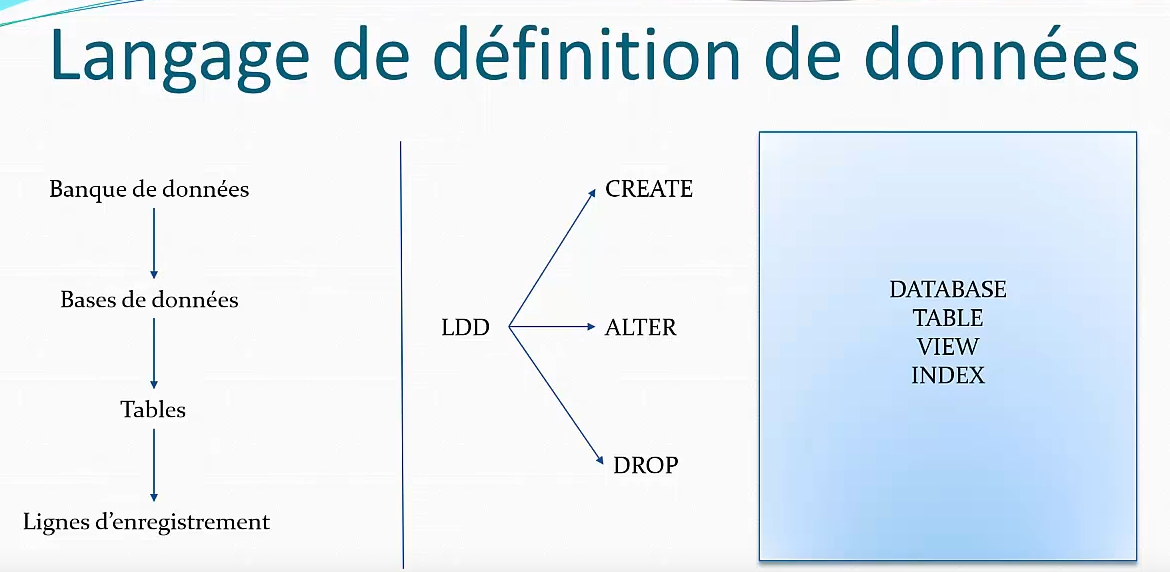 Langage de définition de données
Banque de données
Bases de données
Tables
Lignes d'enregistrement
LDD
CREATE
ALTER
DROP
DATABASE
TABLE
VIEW
INDEX